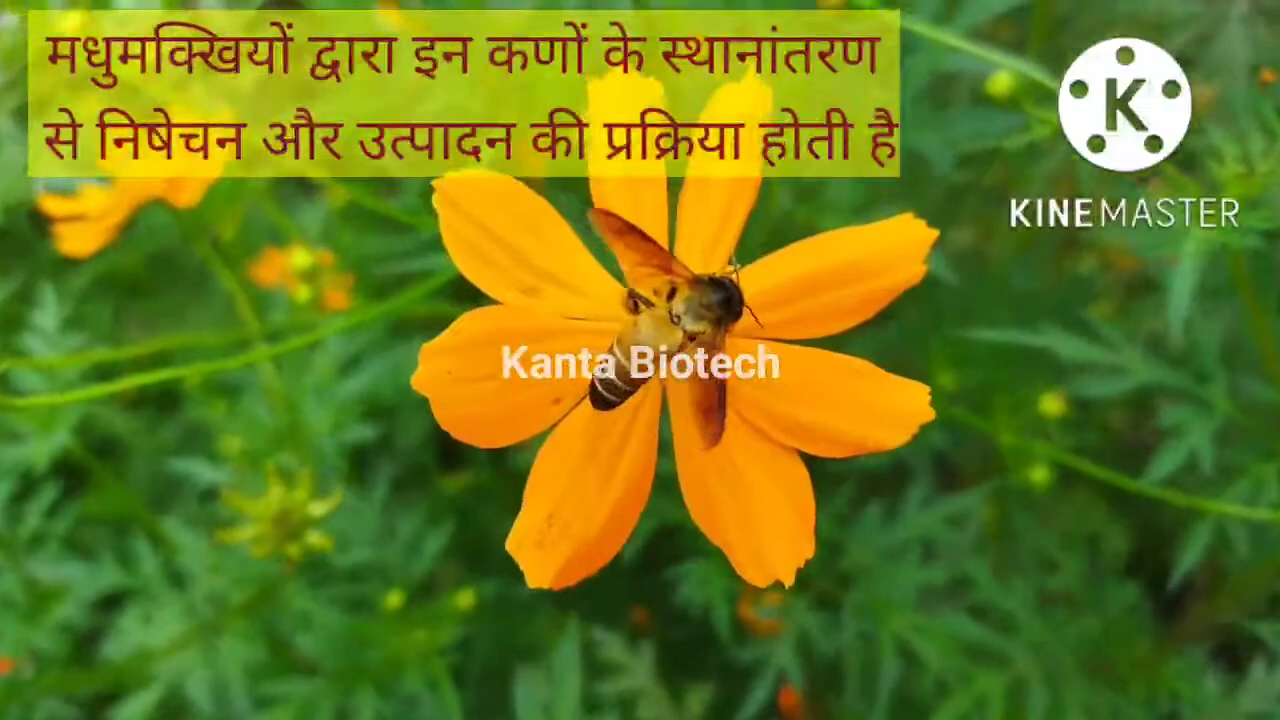 मधुमक्खियों द्वारा इन कणों के स्थानांतरण
से निषेचन और उत्पादन की प्रक्रिया होती है
K
KINEMASTER
Kanta Biotech